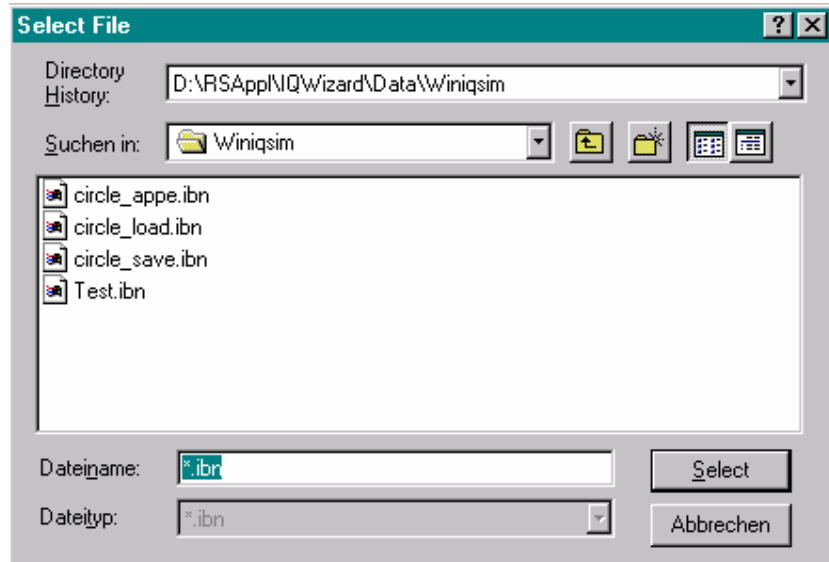 Select File
Directory
History:
D:\RSAppl\IQWizard\Data\Winiqsim
Suchen in:
Winiqsim
circle_appe.ibn
circle_load.ibn
circle_save.ibn
Test.ibn
Dateiname:
*.ibn
Select
Dateityp:
*.ibn
Abbrechen